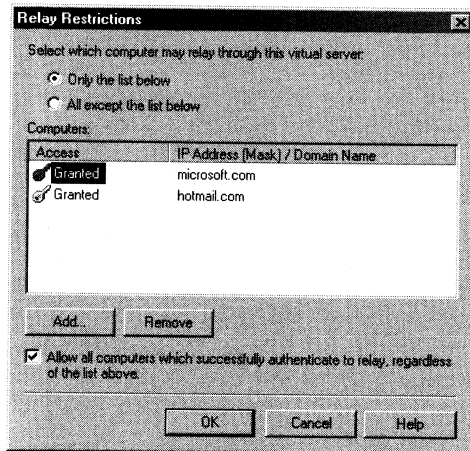 Relay Restrictions
Select which computer may relay through this virtual server:
Only the list below
All except the list below
Computers:
Access IP Address (Mask) / Domain Name
Granted microsoft.com
Granted hotmail.com
Add... Remove
Allow all computers which successfully authenticate to relay, regardless
of the list above.
OK Cancel Help